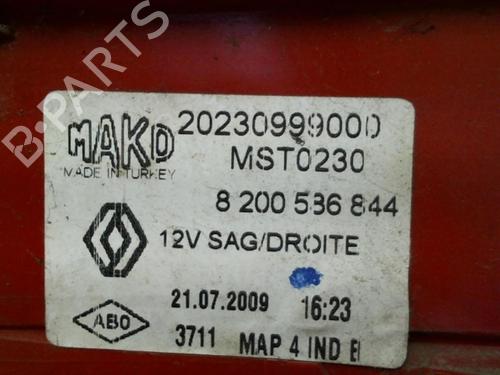 MAKO
MADE IN TURKEY
20230999000
MST0230
8 200 586 844
12V SAG/DROITE
21.07.2009 16:23
ABO
3711 MAP 4 IND
B-PARTS